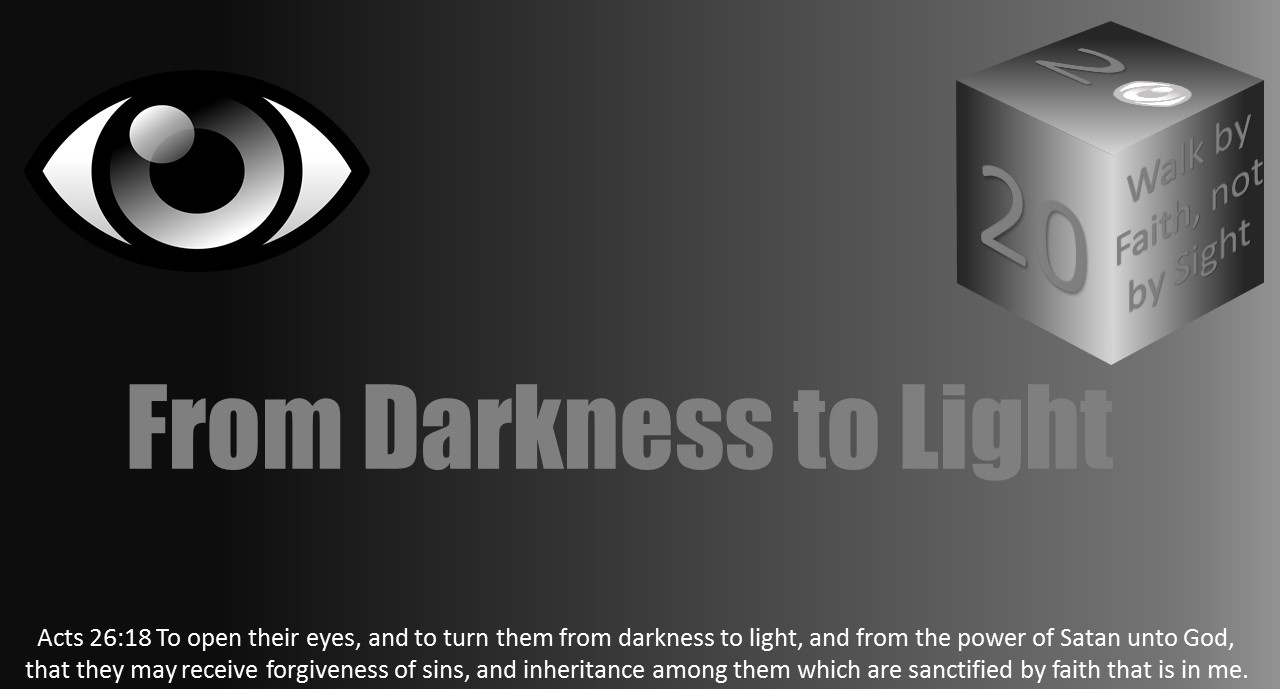 2
20
Walk by
Faith, not
by Sight
From Darkness to Light
Acts 26:18 To open their eyes, and to turn them from darkness to light, and from the power of Satan unto God,
that they may receive forgiveness of sins, and inheritance among them which are sanctified by faith that is in me.